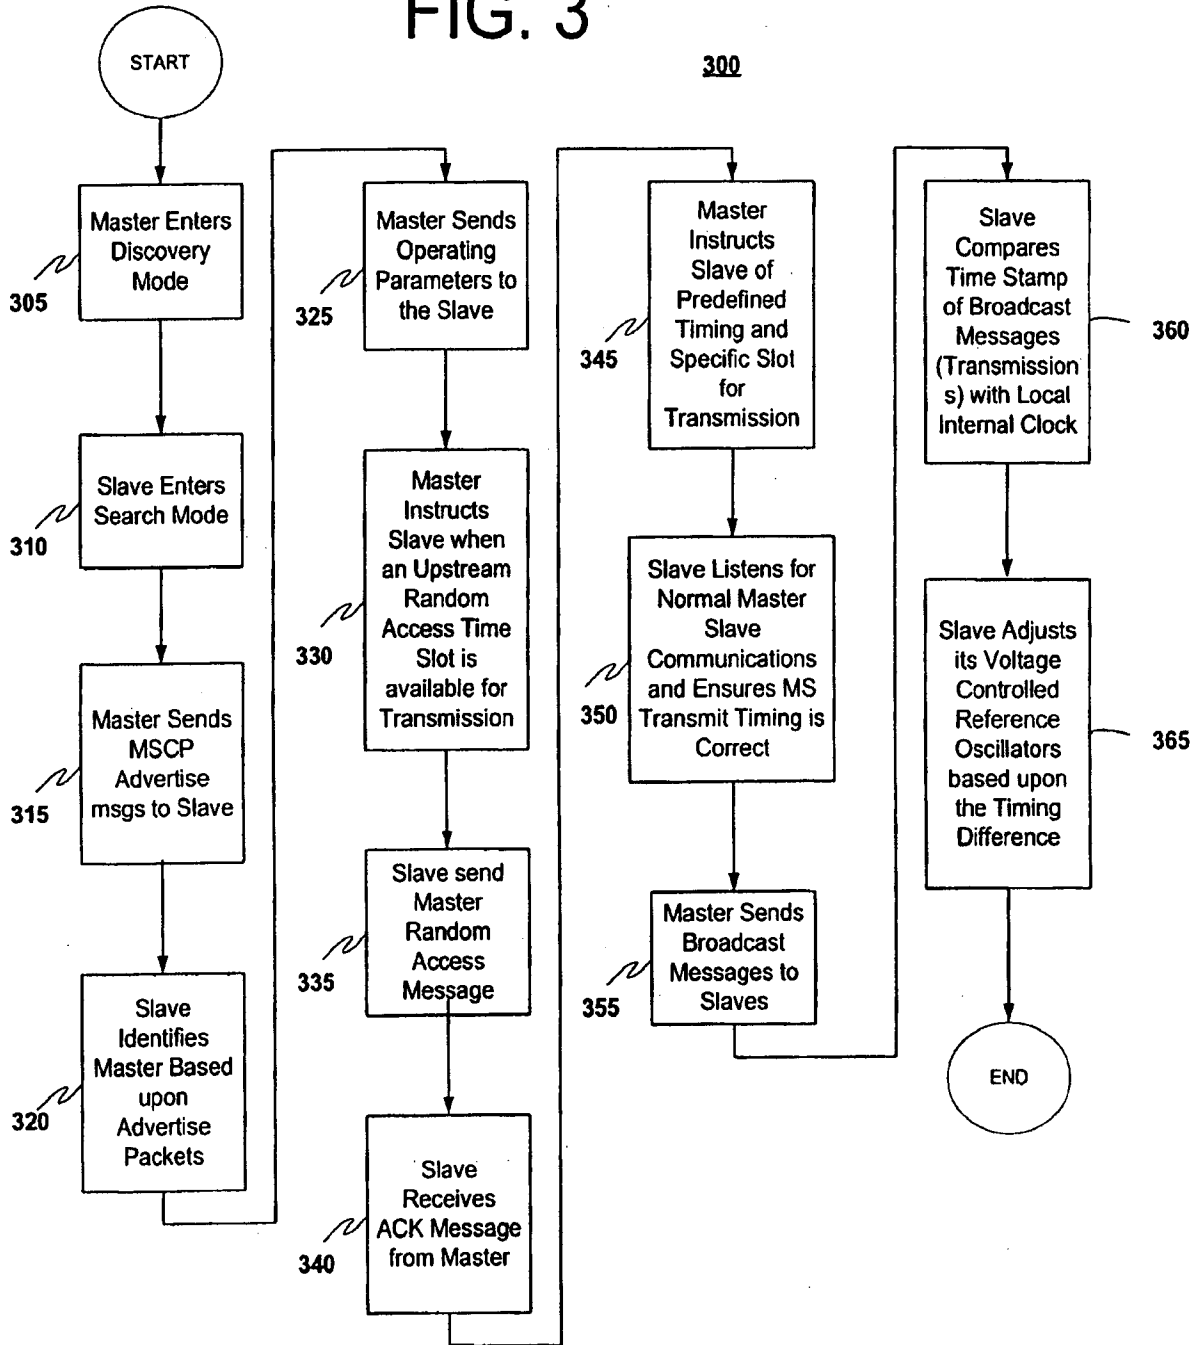 FIG. 3
300
START
Master Enters
Discovery
Mode
305
Slave Enters
Search Mode
310
Master Sends
MSCP
Advertise
msgs to Slave
315
Slave
Identifies
Master Based
upon
Advertise
Packets
320
Master Sends
Operating
Parameters to
the Slave
325
Master
Instructs
Slave when
an Upstream
Random
Access Time
Slot is
available for
Transmission
330
Slave send
Master
Random
Access
Message
335
Slave
Receives
ACK Message
from Master
340
Master
Instructs
Slave of
Predefined
Timing and
Specific Slot
for
Transmission
345
Slave Listens for
Normal Master
Slave
Communications
and Ensures MS
Transmit Timing is
Correct
350
Master Sends
Broadcast
Messages to
Slaves
355
Slave
Compares
Time Stamp
of Broadcast
Messages
(Transmission
s) with Local
Internal Clock
360
Slave Adjusts
its Voltage
Controlled
Reference
Oscillators
based upon
the Timing
Difference
365
END